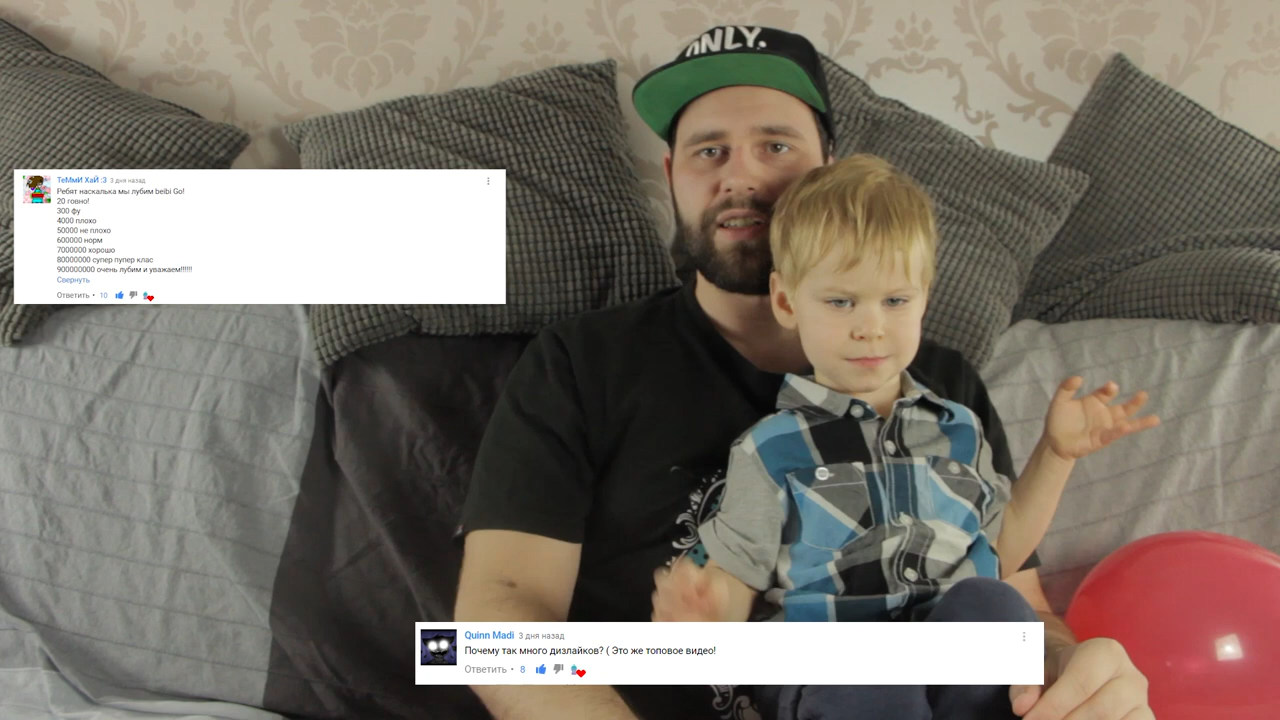 ONLY.
ТеМмИ ХаЙ :3 3 дня назад
Ребят наскалька мы лубим beibi Go!
20 говно!
300 фу
4000 плохо
50000 не плохо
600000 норм
7000000 хорошо
80000000 супер пупер клас
900000000 очень лубим и уважаем!!!!!!
Свернуть
Ответить • 10
Quinn Madi 3 дня назад
Почему так много дизлайков? ( Это же топовое видео!
Ответить • 8